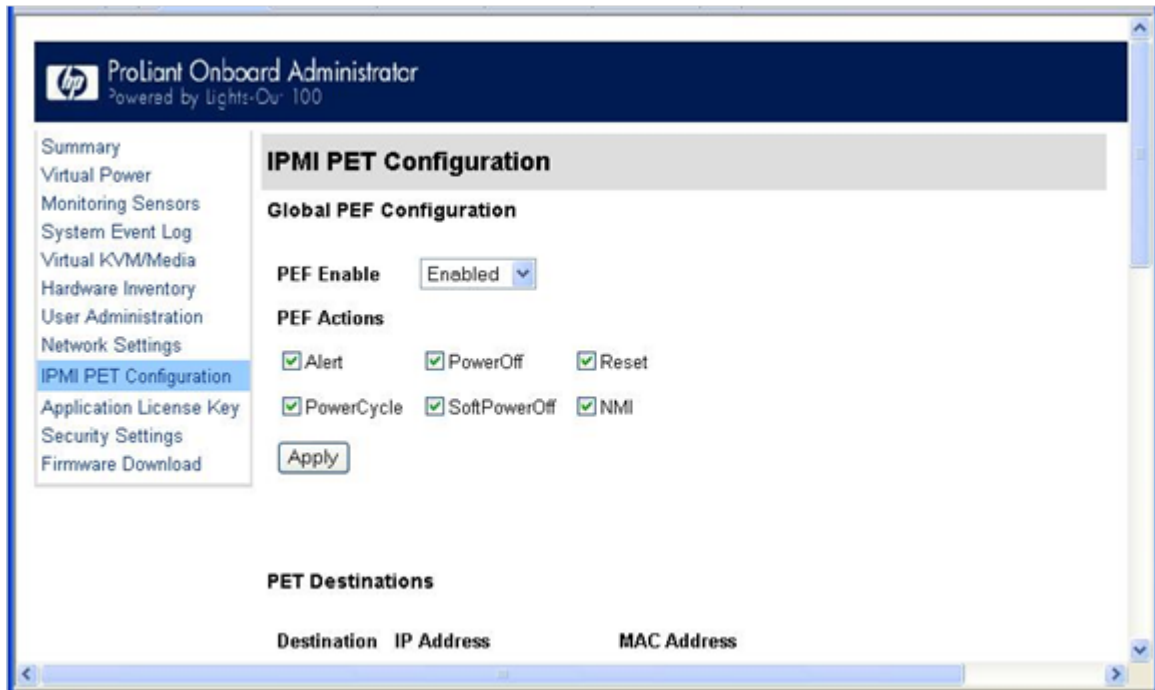 hp
ProLiant Onboard Administrator
Powered by Lights-Out 100
Summary
Virtual Power
Monitoring Sensors
System Event Log
Virtual KVM/Media
Hardware Inventory
User Administration
Network Settings
IPMI PET Configuration
Application License Key
Security Settings
Firmware Download
IPMI PET Configuration
Global PEF Configuration
PEF Enable Enabled
PEF Actions
Alert PowerOff Reset
PowerCycle SoftPowerOff NMI
Apply
PET Destinations
Destination IP Address MAC Address